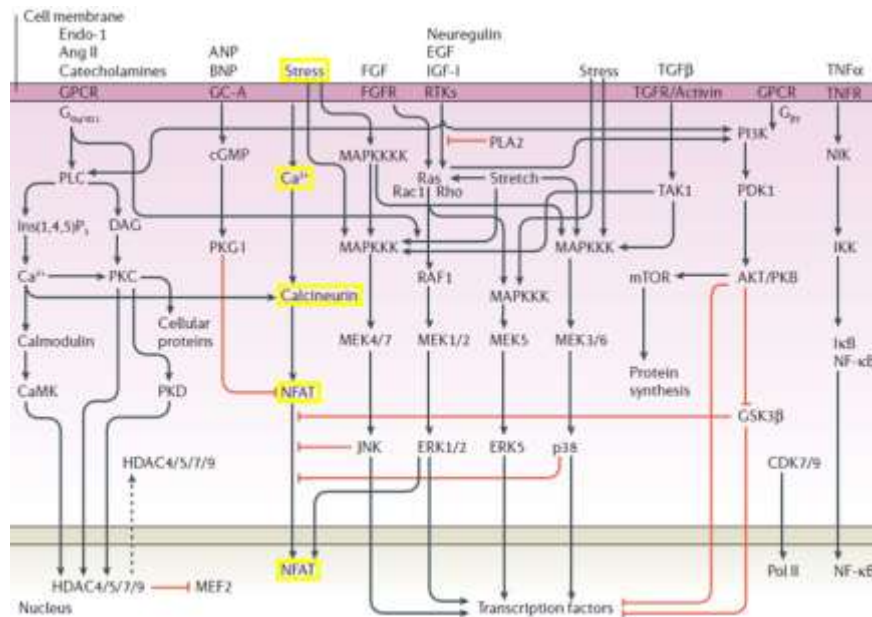 Cell membrane
Endo-1
Ang II
Catecholamines
GPCR
ANP
BNP
GC-A
Stress
FGF
FGFR
Neuregulin
EGF
IGF-I
RTKs
Stress
TGFβ
TGFR/Activin
GPCR
TNFα
TNFR
Gβγ
PLA2
PI3K
cGMP
MAPKKKK
NIK
PLC
Ca²⁺
Ras
Rac1 Rho
Stretch
TAK1
PDK1
Ins(1,4,5)P₃
DAG
PKG1
MAPKKK
MAPKKK
IKK
Ca²⁺
PKC
RAF1
mTOR
AKT/PKB
Calcineurin
MAPKKK
Calmodulin
Cellular
proteins
MEK4/7
MEK1/2
MEK5
MEK3/6
IκB
NF-κB
Protein
synthesis
CaMK
PKD
NFAT
GSK3β
JNK
ERK1/2
ERK5
p38
HDAC4/5/7/9
CDK7/9
NFAT
Pol II
NF-κB
HDAC4/5/7/9
MEF2
Nucleus
Transcription factors